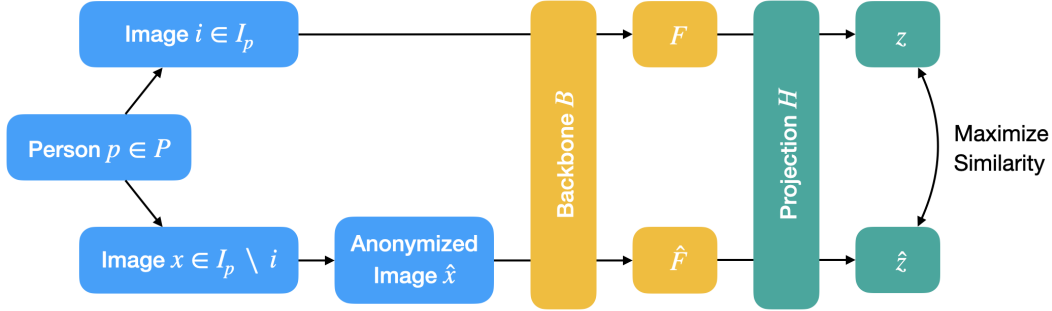 Image i ∈ I_p
F
z
Person p ∈ P
Backbone B
Projection H
Maximize
Similarity
Image x ∈ I_p \ i
Anonymized
Image x̂
F̂
ẑ